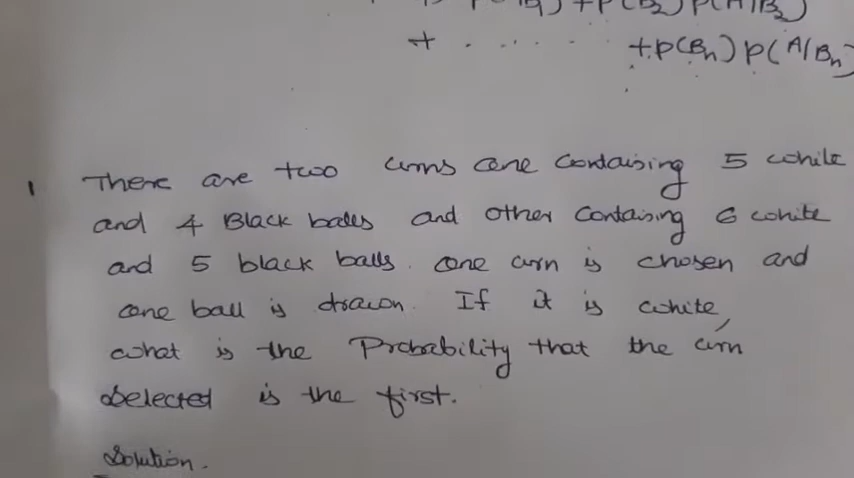 +P(B₂)P(A/B₂)
+ . . . . . . +P(Bn)P(A/Bn)
1 There are two urns one Containing 5 white
and 4 Black balls and other Containing 6 white
and 5 black balls. one urn is chosen and
one ball is drawn. If it is white,
what is the Probability that the urn
Selected is the first.
Solution.